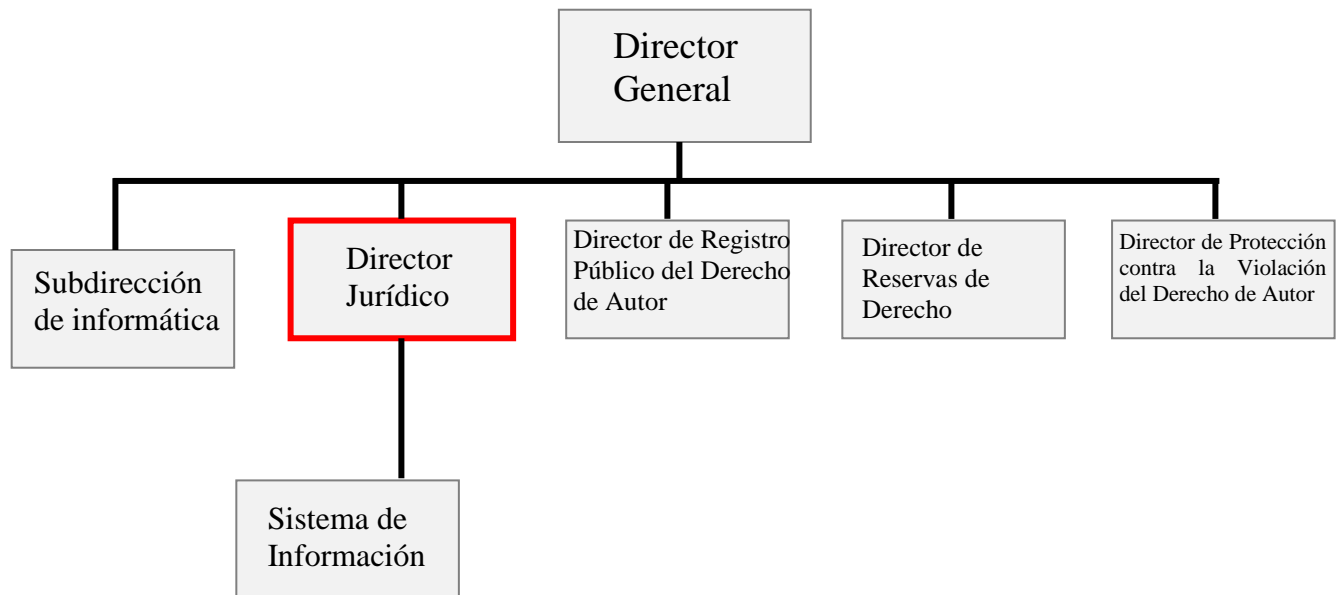 Director
General
Subdirección
de informática
Director
Jurídico
Director de Registro
Público del Derecho
de Autor
Director de
Reservas de
Derecho
Director de Protección
contra la Violación
del Derecho de Autor
Sistema de
Información